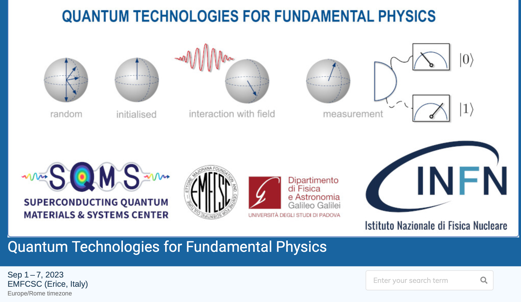 QUANTUM TECHNOLOGIES FOR FUNDAMENTAL PHYSICS
|0⟩
random
initialised
interaction with field
measurement
|1⟩
SQMS
SUPERCONDUCTING QUANTUM
MATERIALS & SYSTEMS CENTER
EMFCSC
Dipartimento
di Fisica
e Astronomia
Galileo Galilei
UNIVERSITÀ DEGLI STUDI DI PADOVA
INFN
Istituto Nazionale di Fisica Nucleare
Quantum Technologies for Fundamental Physics
Sep 1 – 7, 2023
EMFCSC (Erice, Italy)
Europe/Rome timezone
Enter your search term